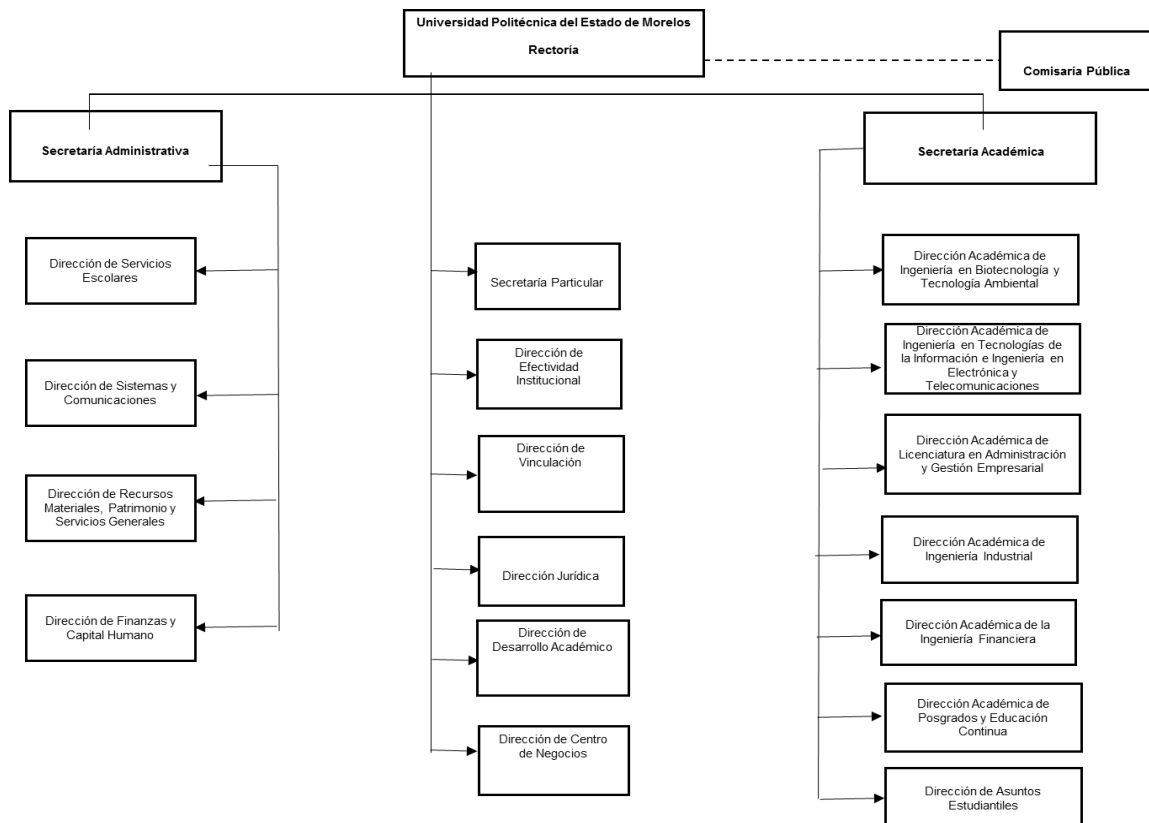 Universidad Politécnica del Estado de Morelos
Rectoría
Comisaría Pública
Secretaría Administrativa
Secretaría Académica
Dirección de Servicios
Escolares
Dirección de Sistemas y
Comunicaciones
Dirección de Recursos
Materiales, Patrimonio y
Servicios Generales
Dirección de Finanzas y
Capital Humano
Secretaría Particular
Dirección de
Efectividad
Institucional
Dirección de
Vinculación
Dirección Jurídica
Dirección de
Desarrollo Académico
Dirección de Centro
de Negocios
Dirección Académica de
Ingeniería en Biotecnología y
Tecnología Ambiental
Dirección Académica de
Ingeniería en Tecnologías de
la Información e Ingeniería en
Electrónica y
Telecomunicaciones
Dirección Académica de
Licenciatura en Administración
y Gestión Empresarial
Dirección Académica de
Ingeniería Industrial
Dirección Académica de la
Ingeniería Financiera
Dirección Académica de
Posgrados y Educación
Continua
Dirección de Asuntos
Estudiantiles